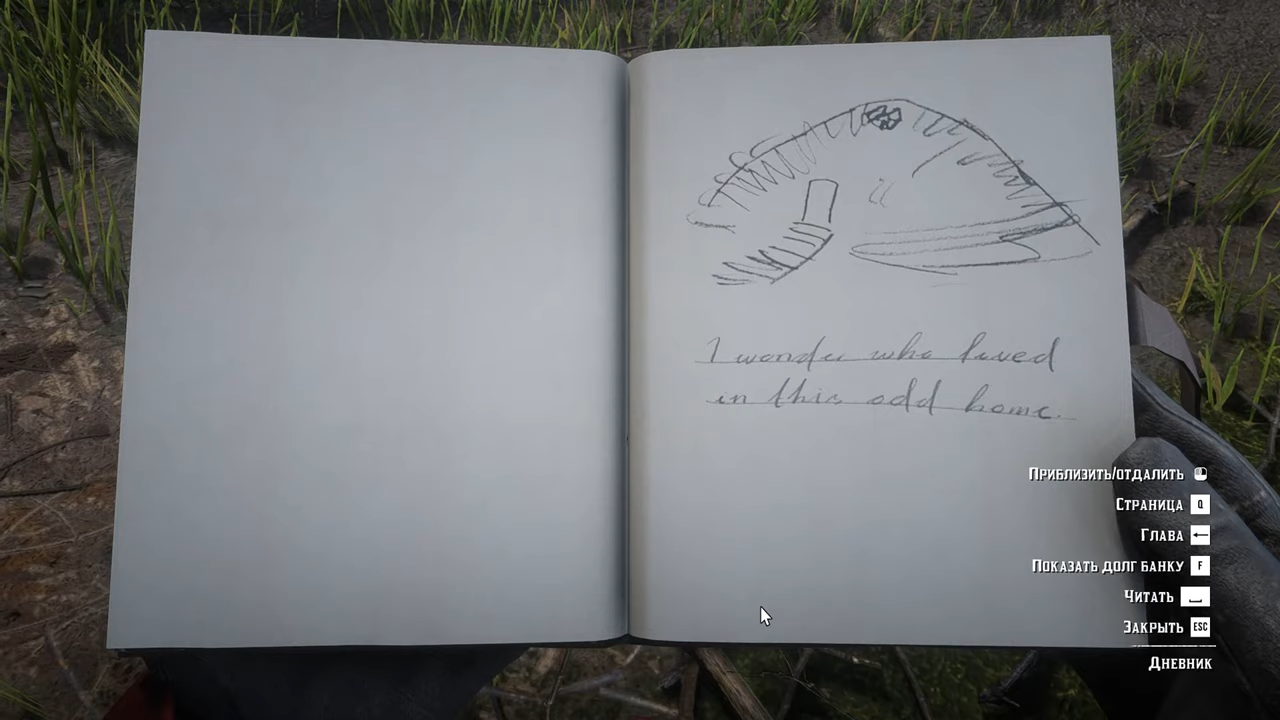 I wonder who lived
in this odd home.
Приблизить/отдалить
Страница Q
Глава ←
Показать долг банку F
Читать
Закрыть ESC
Дневник